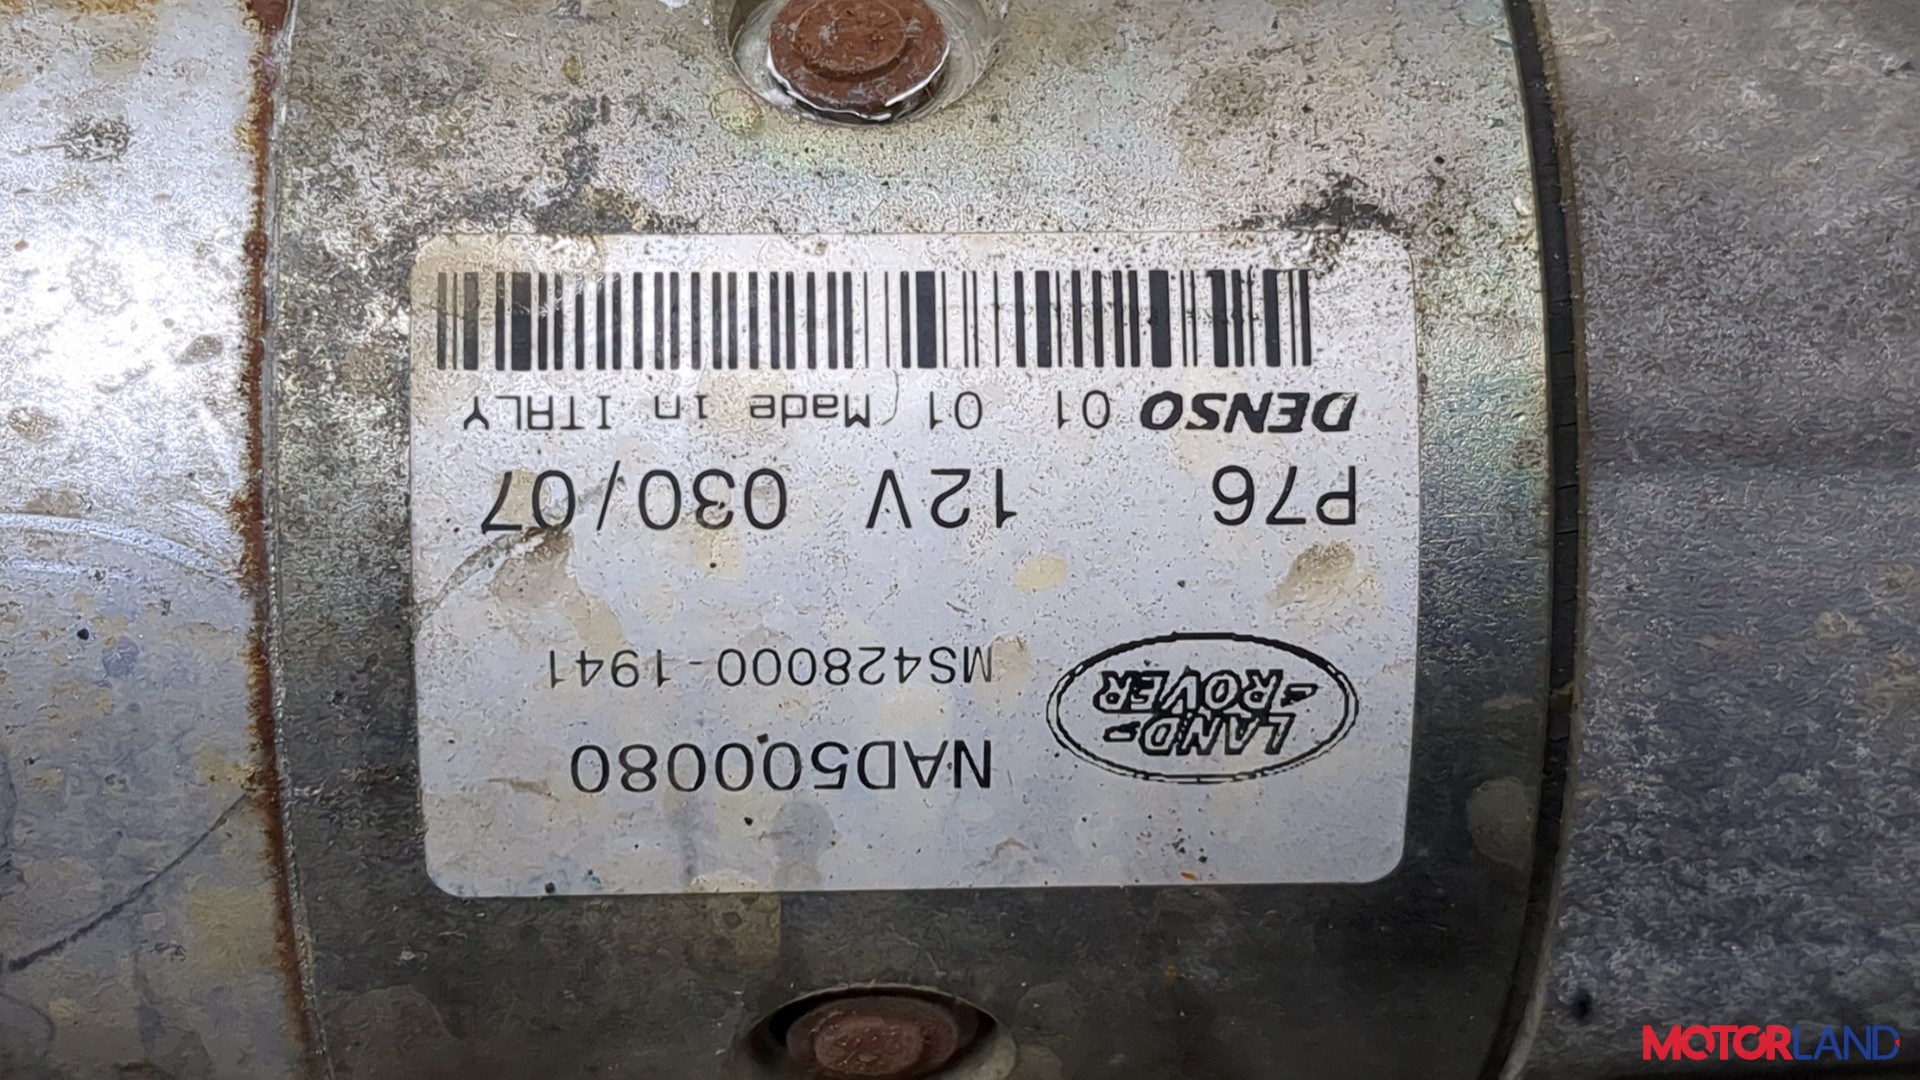 NAD500080
LAND-
-ROVER
MS428000-1941
P76 12V 030/07
DENSO 01 01 Made in ITALY
MOTORLAND